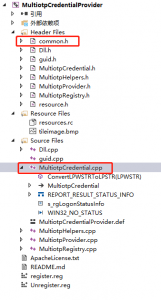 MultiotpCredentialProvider
引用
外部依赖项
Header Files
common.h
Dll.h
guid.h
MultiotpCredential.h
MultiotpHelpers.h
MultiotpProvider.h
MultiotpRegistry.h
resource.h
Resource Files
resources.rc
tileimage.bmp
Source Files
Dll.cpp
guid.cpp
MultiotpCredential.cpp
ConvertLPWSTRToLPSTR(LPWSTR)
MultiotpCredential
REPORT_RESULT_STATUS_INFO
s_rgLogonStatusInfo
WIN32_NO_STATUS
MultiotpCredentialProvider.def
MultiotpHelpers.cpp
MultiotpProvider.cpp
MultiotpRegistry.cpp
ApacheLicense.txt
README.md
register.reg
Unregister.reg